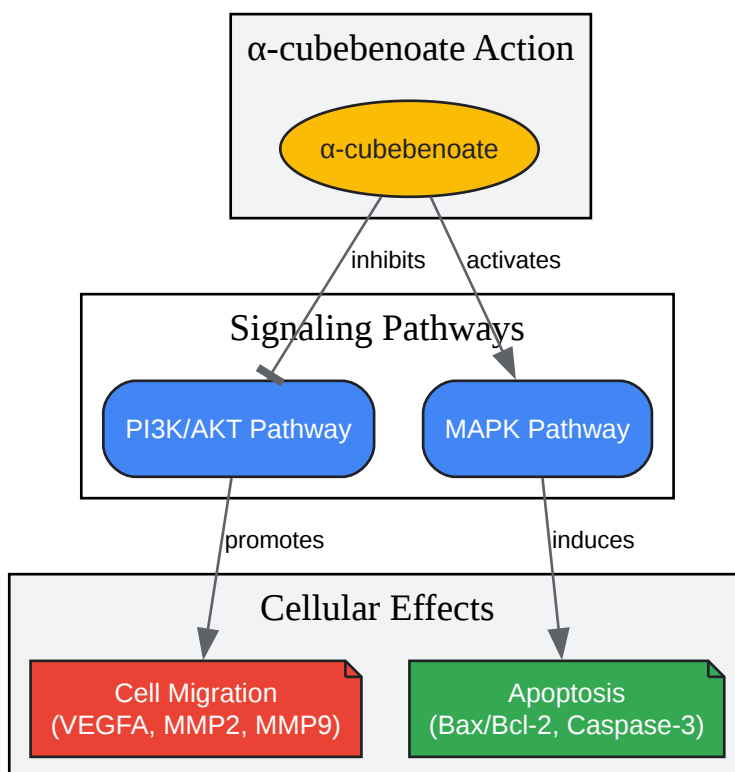 α-cubebenoate Action
α-cubebenoate
inhibits
activates
Signaling Pathways
PI3K/AKT Pathway
MAPK Pathway
promotes
induces
Cellular Effects
Cell Migration
(VEGFA, MMP2, MMP9)
Apoptosis
(Bax/Bcl-2, Caspase-3)